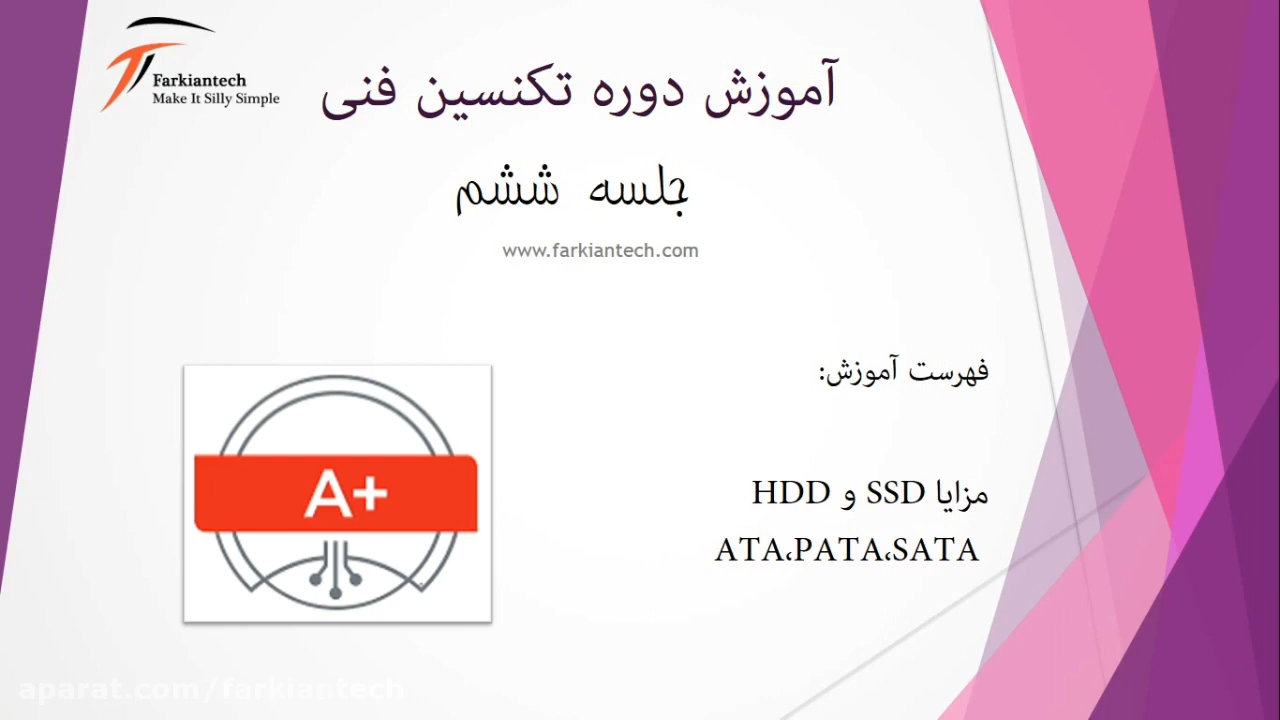 Farkiantech
Make It Silly Simple
آموزش دوره تکنسین فنی
جلسه ششم
www.farkiantech.com
فهرست آموزش:
مزایا SSD و HDD
ATA،PATA،SATA
A+
aparat.com/farkiantech